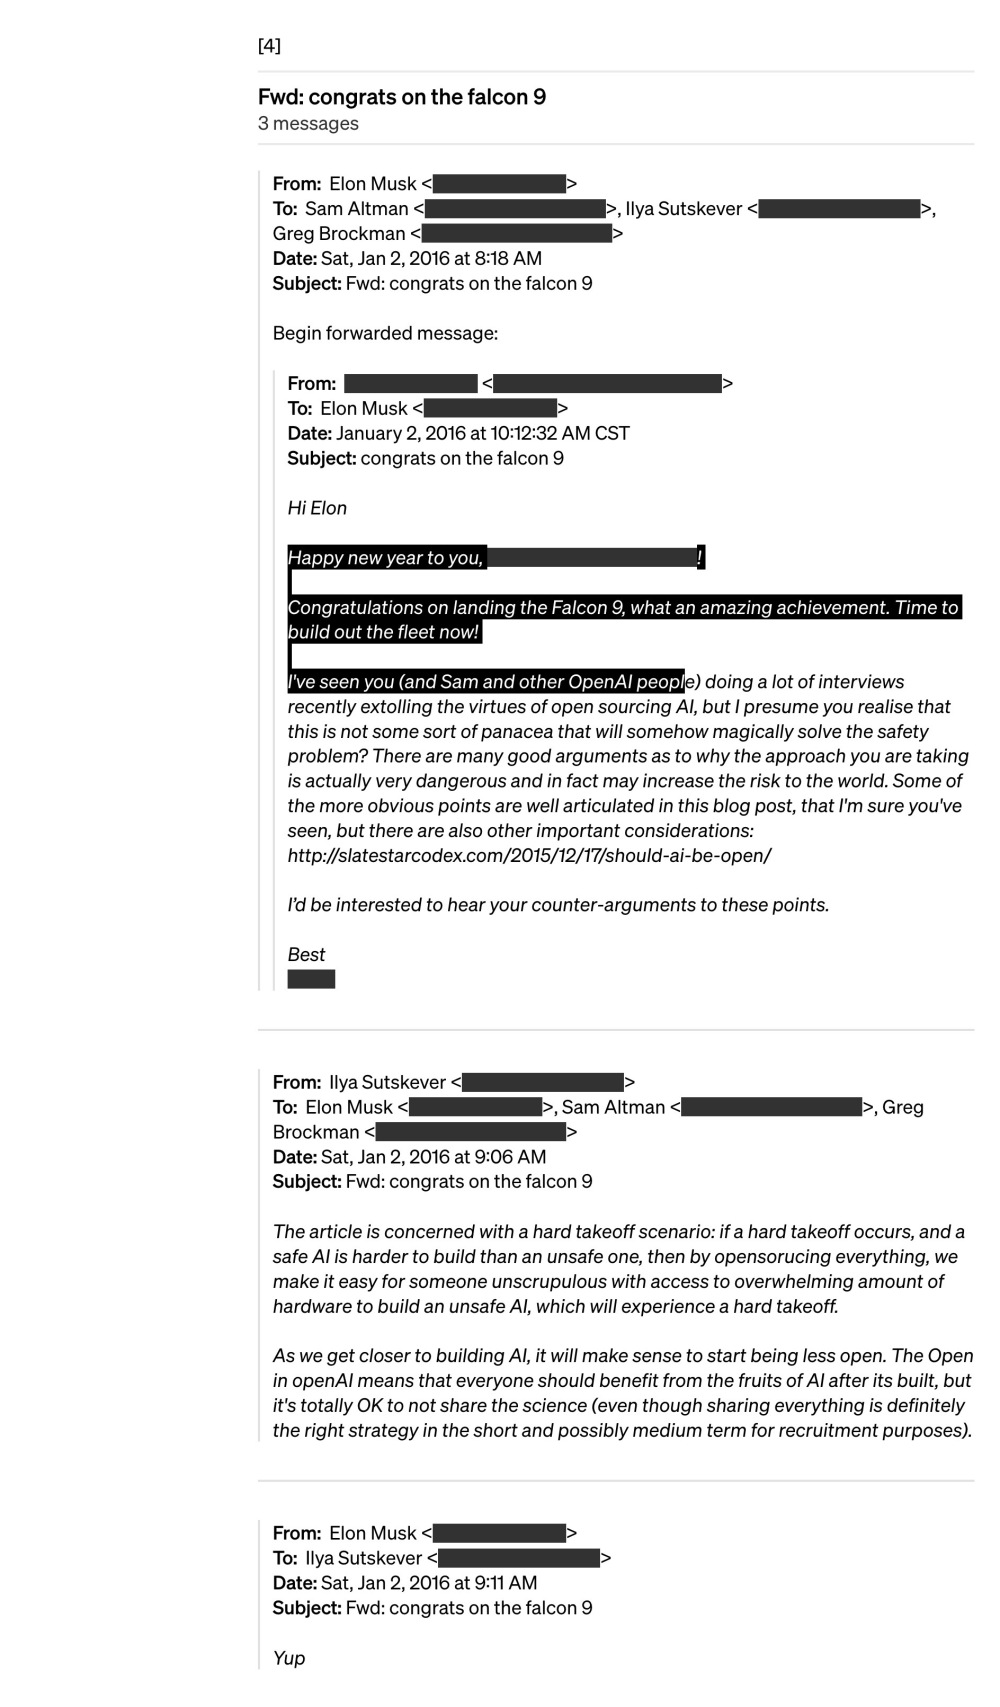 [4]
Fwd: congrats on the falcon 9
3 messages
From: Elon Musk < >
To: Sam Altman < >, Ilya Sutskever < >,
Greg Brockman < >
Date: Sat, Jan 2, 2016 at 8:18 AM
Subject: Fwd: congrats on the falcon 9
Begin forwarded message:
From: < >
To: Elon Musk < >
Date: January 2, 2016 at 10:12:32 AM CST
Subject: congrats on the falcon 9
Hi Elon
Happy new year to you, !
Congratulations on landing the Falcon 9, what an amazing achievement. Time to
build out the fleet now!
I've seen you (and Sam and other OpenAI people) doing a lot of interviews
recently extolling the virtues of open sourcing AI, but I presume you realise that
this is not some sort of panacea that will somehow magically solve the safety
problem? There are many good arguments as to why the approach you are taking
is actually very dangerous and in fact may increase the risk to the world. Some of
the more obvious points are well articulated in this blog post, that I'm sure you've
seen, but there are also other important considerations:
http://slatestarcodex.com/2015/12/17/should-ai-be-open/
I'd be interested to hear your counter-arguments to these points.
Best
From: Ilya Sutskever < >
To: Elon Musk < >, Sam Altman < >, Greg
Brockman < >
Date: Sat, Jan 2, 2016 at 9:06 AM
Subject: Fwd: congrats on the falcon 9
The article is concerned with a hard takeoff scenario: if a hard takeoff occurs, and a
safe AI is harder to build than an unsafe one, then by opensorucing everything, we
make it easy for someone unscrupulous with access to overwhelming amount of
hardware to build an unsafe AI, which will experience a hard takeoff.
As we get closer to building AI, it will make sense to start being less open. The Open
in openAI means that everyone should benefit from the fruits of AI after its built, but
it's totally OK to not share the science (even though sharing everything is definitely
the right strategy in the short and possibly medium term for recruitment purposes).
From: Elon Musk < >
To: Ilya Sutskever < >
Date: Sat, Jan 2, 2016 at 9:11 AM
Subject: Fwd: congrats on the falcon 9
Yup